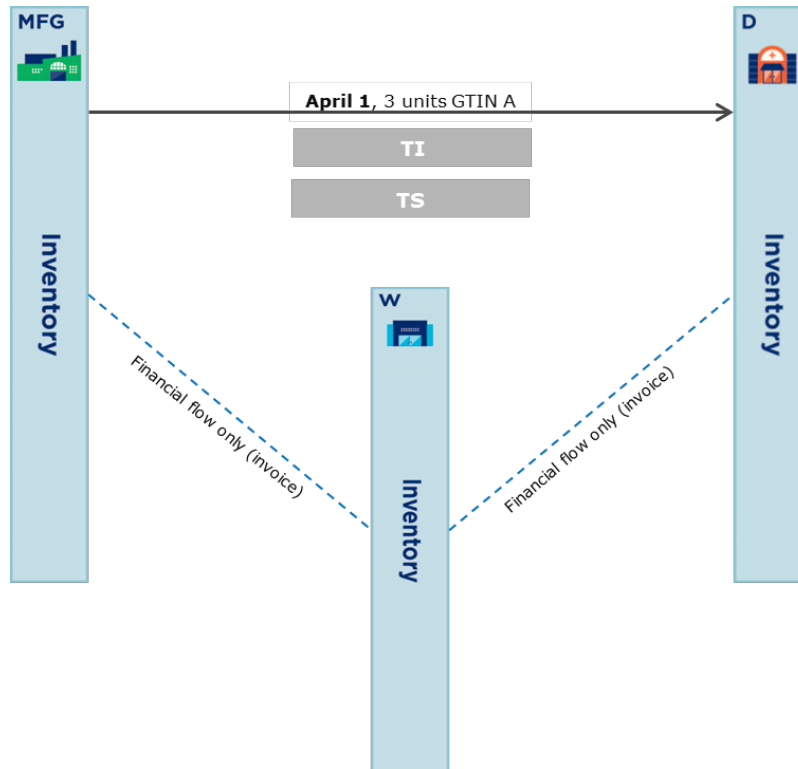 MFG
D
April 1, 3 units GTIN A
TI
TS
Inventory
Inventory
W
Financial flow only (invoice)
Financial flow only (invoice)
Inventory